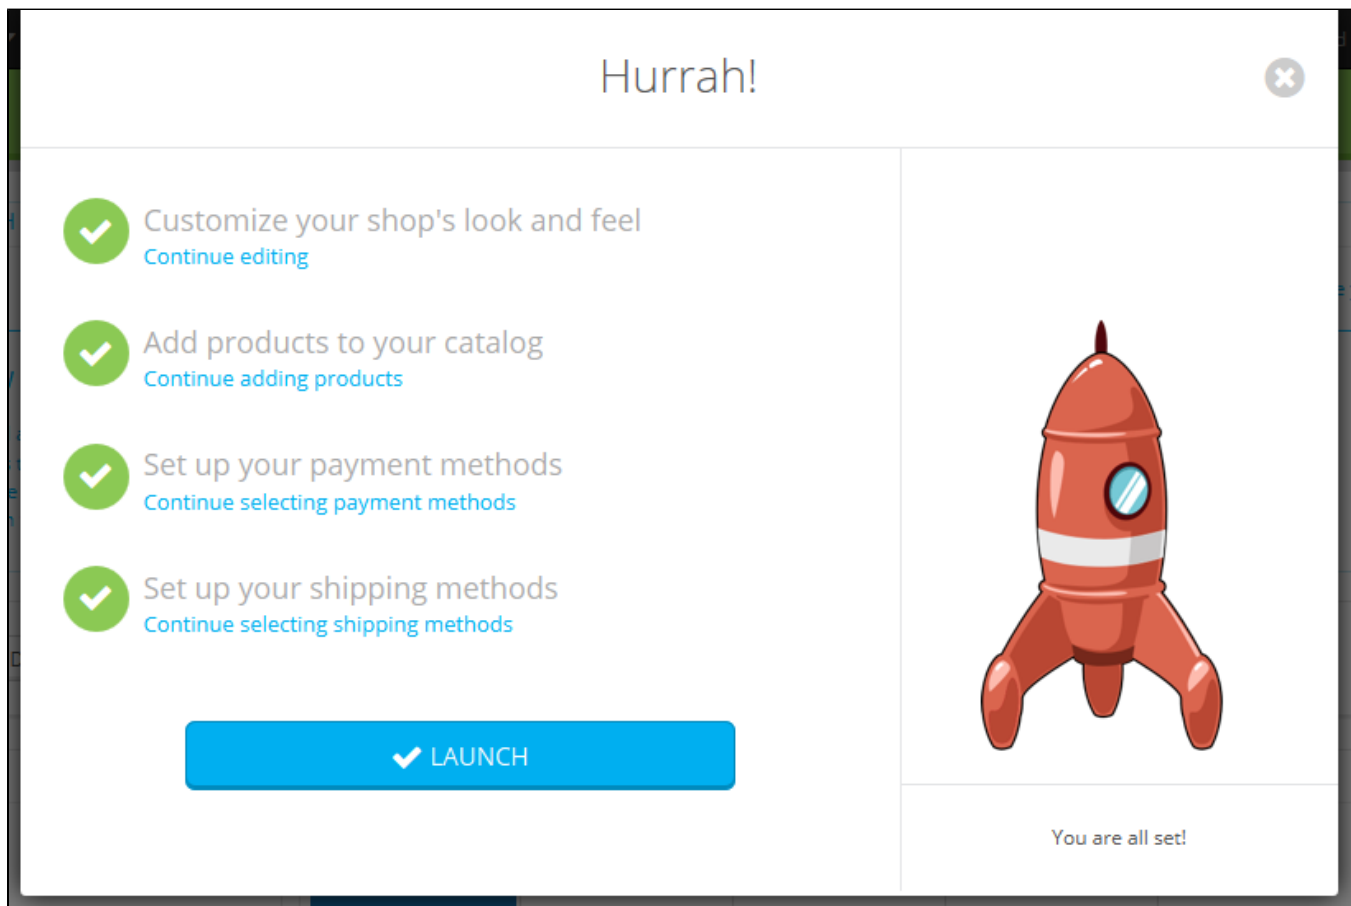 Hurrah!
Customize your shop's look and feel
Continue editing
Add products to your catalog
Continue adding products
Set up your payment methods
Continue selecting payment methods
Set up your shipping methods
Continue selecting shipping methods
LAUNCH
You are all set!